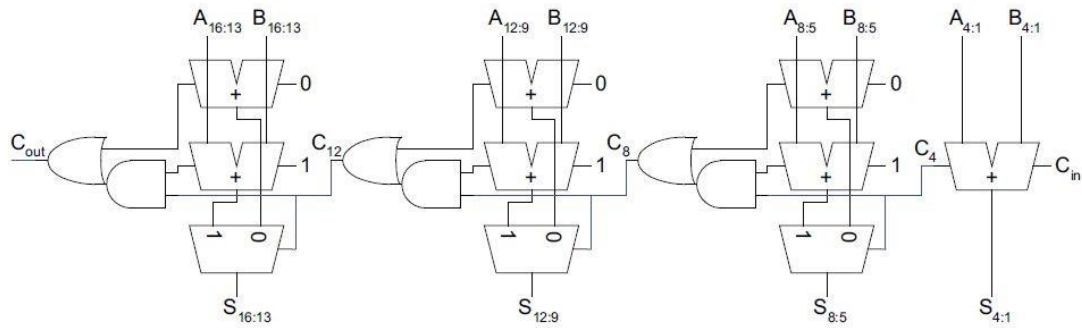 A16:13 B16:13 A12:9 B12:9 A8:5 B8:5 A4:1 B4:1
0 0 0
+ + +
Cout C12 C8 C4 Cin
1 1 1
+ + + +
1 0 1 0 1 0
S16:13 S12:9 S8:5 S4:1